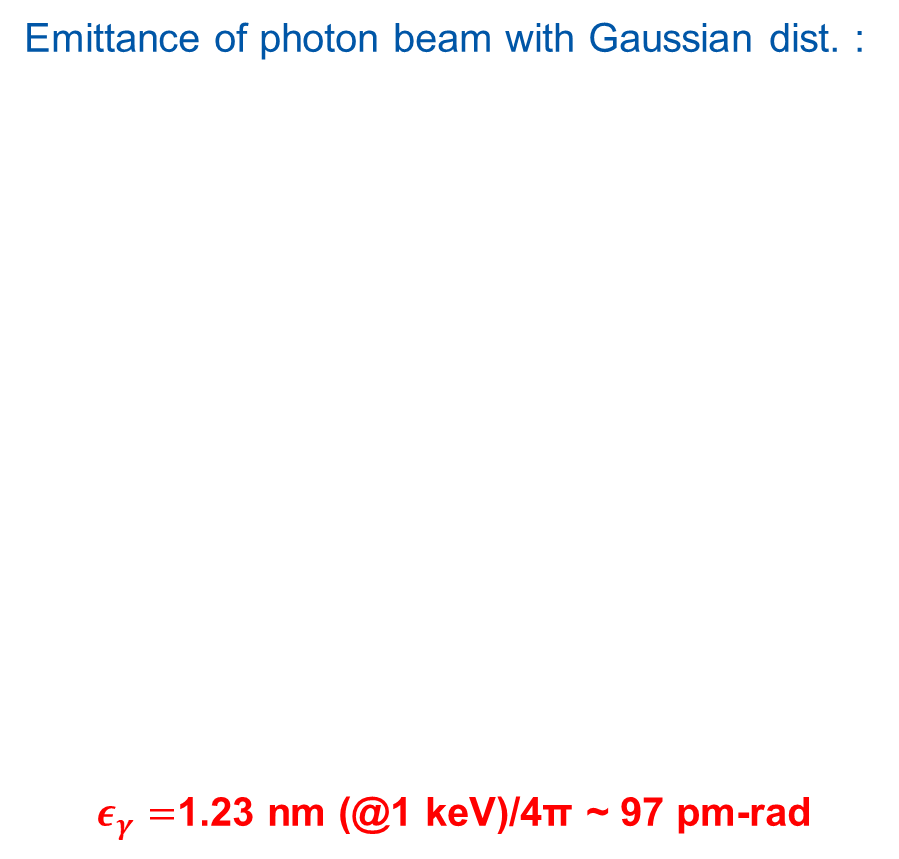 Emittance of photon beam with Gaussian dist. :
ϵγ =1.23 nm (@1 keV)/4π ~ 97 pm-rad